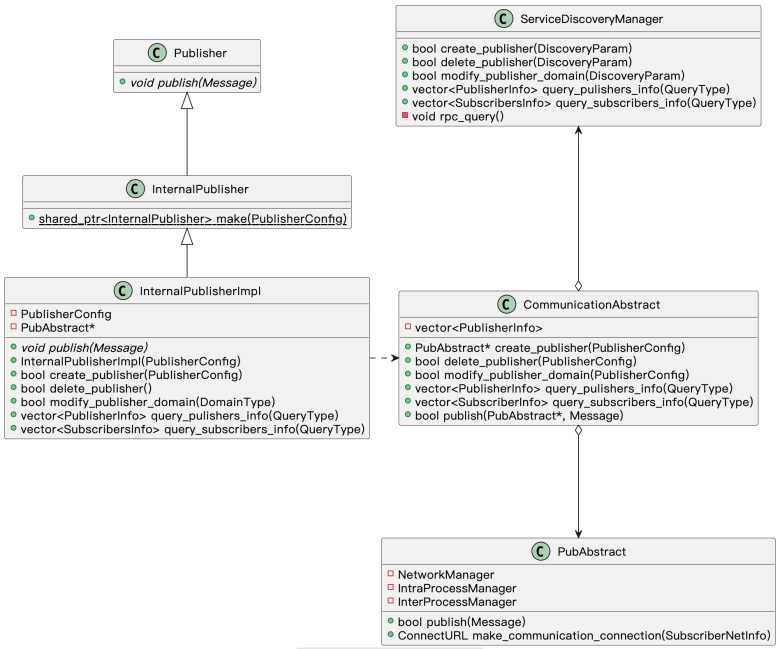 C Publisher
void publish(Message)
C ServiceDiscoveryManager
bool create_publisher(DiscoveryParam)
bool delete_publisher(DiscoveryParam)
bool modify_publisher_domain(DiscoveryParam)
vector<PublisherInfo> query_pulishers_info(QueryType)
vector<SubscribersInfo> query_subscribers_info(QueryType)
void rpc_query()
C InternalPublisher
shared_ptr<InternalPublisher> make(PublisherConfig)
C InternalPublisherImpl
PublisherConfig
PubAbstract*
void publish(Message)
InternalPublisherImpl(PublisherConfig)
bool create_publisher(PublisherConfig)
bool delete_publisher()
bool modify_publisher_domain(DomainType)
vector<PublisherInfo> query_pulishers_info(QueryType)
vector<SubscribersInfo> query_subscribers_info(QueryType)
C CommunicationAbstract
vector<PublisherInfo>
PubAbstract* create_publisher(PublisherConfig)
bool delete_publisher(PublisherConfig)
bool modify_publisher_domain(PublisherConfig)
vector<PublisherInfo> query_pulishers_info(QueryType)
vector<SubscriberInfo> query_subscribers_info(QueryType)
bool publish(PubAbstract*, Message)
C PubAbstract
NetworkManager
IntraProcessManager
InterProcessManager
bool publish(Message)
ConnectURL make_communication_connection(SubscriberNetInfo)